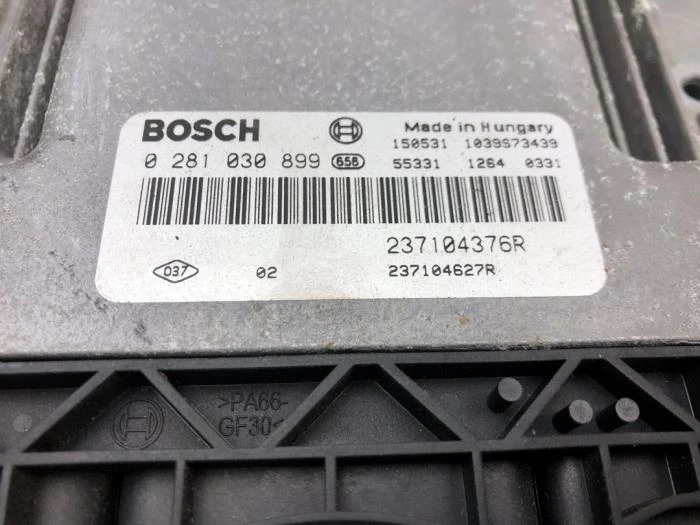 BOSCH Made in Hungary
150531 1039S73439
0 281 030 899 656 55331 1264 0331
237104376R
037 02 237104627R
>PA66-
GF30<